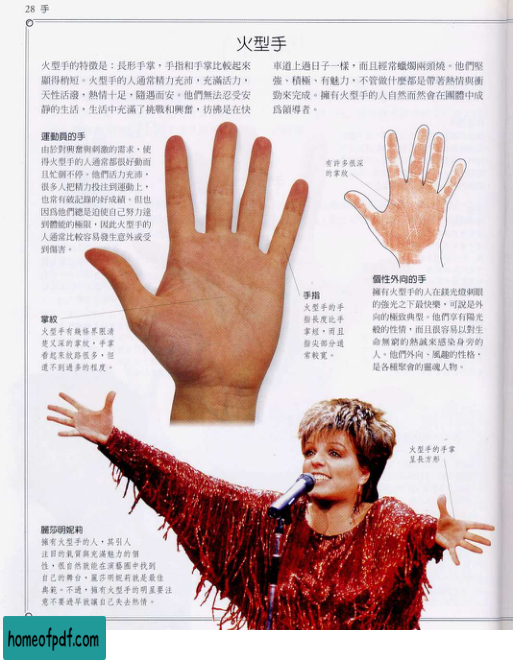 28 手
火型手
火型手的特徵是：長形手掌，手指和手掌比較起來
顯得稍短。火型手的人通常精力充沛，充滿活力，
天性活潑，熱情十足，隨遇而安。他們無法忍受安
靜的生活，生活中充滿了挑戰和興奮，彷彿是在快
車道上過日子一樣，而且經常蠟燭兩頭燒。他們堅
強、積極、有魅力，不管做什麼都是帶著熱情與衝
勁來完成。擁有火型手的人自然而然會在團體中成
為領導者。
運動員的手
由於對興奮與刺激的需求，使
得火型手的人通常都很好動而
且忙個不停。他們活力充沛，
很多人把精力投注到運動上，
也常有破記錄的好成績。但也
因為他們總是迫使自己努力達
到體能的極限，因此火型手的
人通常比較容易發生意外或受
到傷害。
有許多很深
的掌紋
掌紋
火型手有幾條界限清
楚又深的掌紋，手掌
看起來紋路很多，但
還不到過多的程度。
手指
火型手的手
指長度比手
掌短，而且
指尖部分通
常較寬。
個性外向的手
擁有火型手的人在鎂光燈刺眼
的強光之下最快樂，可說是外
向的極致典型。他們享有陽光
般的性情，而且很容易以對生
命無窮的熱誠來感染身旁的
人。他們外向、風趣的性格，
是各種聚會的靈魂人物。
火型手的手掌
呈長方形
麗莎明妮莉
擁有火型手的人，其引人
注目的氣質與充滿魅力的個
性，很自然就能在演藝圈中找到
自己的舞台。麗莎明妮莉就是最佳
典範。不過，擁有火型手的明星要注
意不要過早就讓自己失去熱情。
homeofpdf.com